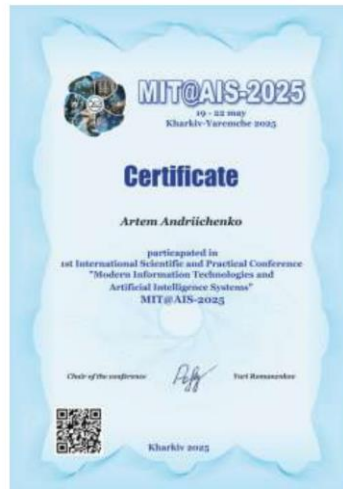 MIT@AIS-2025
19 - 22 may
Kharkiv-Yaremche 2025
Certificate
Artem Andriichenko
participated in
1st International Scientific and Practical Conference
"Modern Information Technologies and
Artificial Intelligence Systems"
MIT@AIS-2025
Chair of the conference
Yuri Romanenkov
Kharkiv 2025